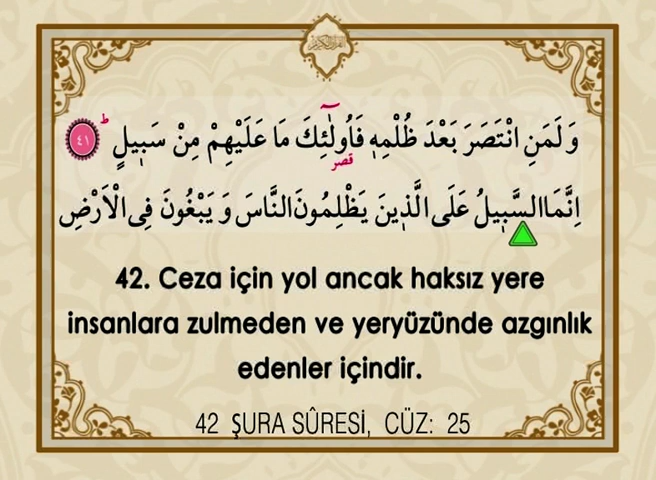 وَلَمَنِ انْتَصَرَ بَعْدَ ظُلْمِهٖ فَاُولٰٓئِكَ مَا عَلَيْهِمْ مِنْ سَبٖيلٍ ﴿٤١﴾ ط
قصر
اِنَّمَا السَّبٖيلُ عَلَى الَّذٖينَ يَظْلِمُونَ النَّاسَ وَيَبْغُونَ فِى الْاَرْضِ
42. Ceza için yol ancak haksız yere
insanlara zulmeden ve yeryüzünde azgınlık
edenler içindir.
42 ŞURA SÛRESİ, CÜZ: 25